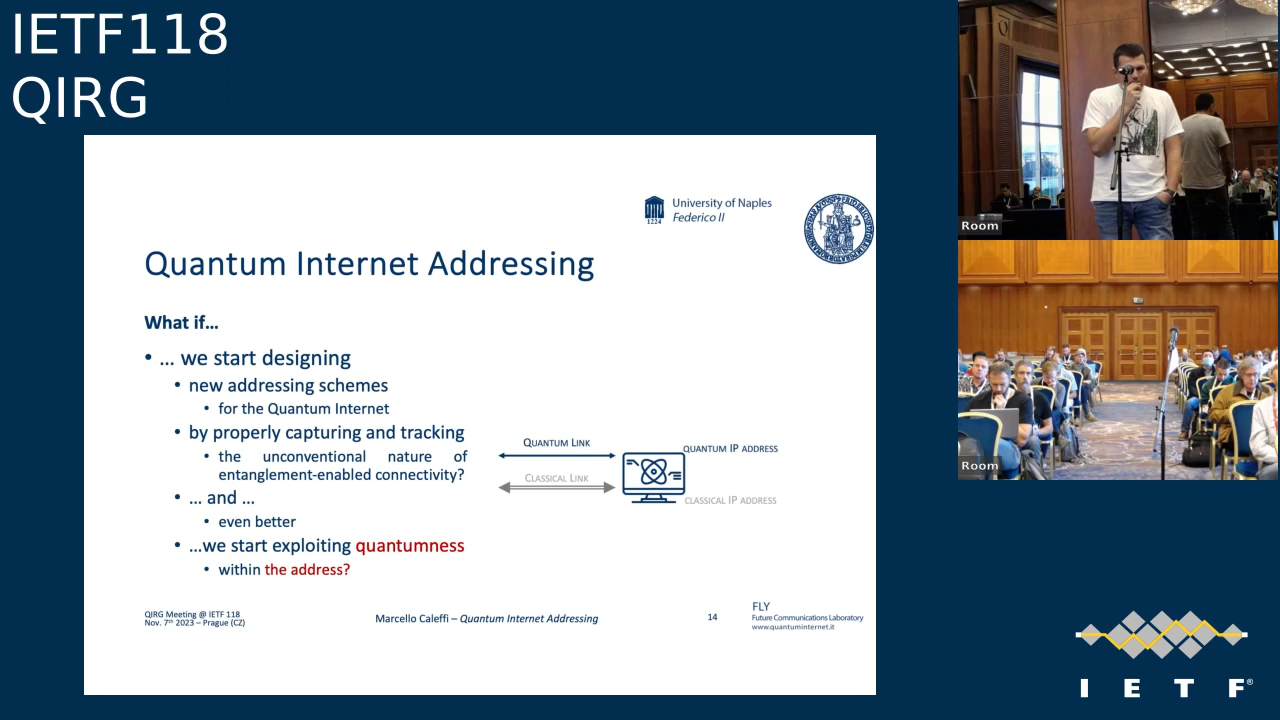 IETF118
QIRG
University of Naples
Federico II
1224
Quantum Internet Addressing
What if...
• ... we start designing
• new addressing schemes
• for the Quantum Internet
• by properly capturing and tracking
• the unconventional nature of
entanglement-enabled connectivity?
• ... and ...
• even better
• ...we start exploiting quantumness
• within the address?
QUANTUM LINK
QUANTUM IP ADDRESS
CLASSICAL LINK
CLASSICAL IP ADDRESS
QIRG Meeting @ IETF 118
Nov. 7th 2023 – Prague (CZ)
Marcello Caleffi – Quantum Internet Addressing
14
FLY
Future Communications Laboratory
www.quantuminternet.it
Room
Room
I E T F®